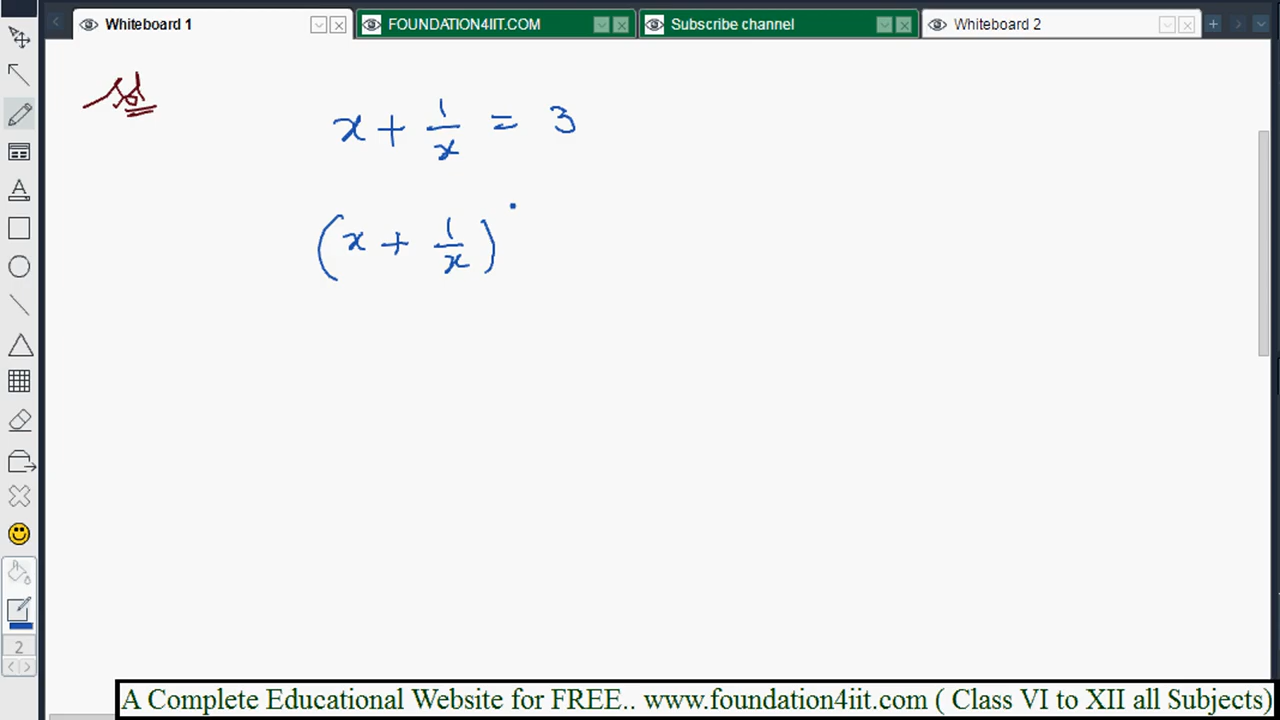 Whiteboard 1
FOUNDATION4IIT.COM
Subscribe channel
Whiteboard 2
Sol
x + 1/x = 3
(x + 1/x)
A
2
A Complete Educational Website for FREE.. www.foundation4iit.com ( Class VI to XII all Subjects)